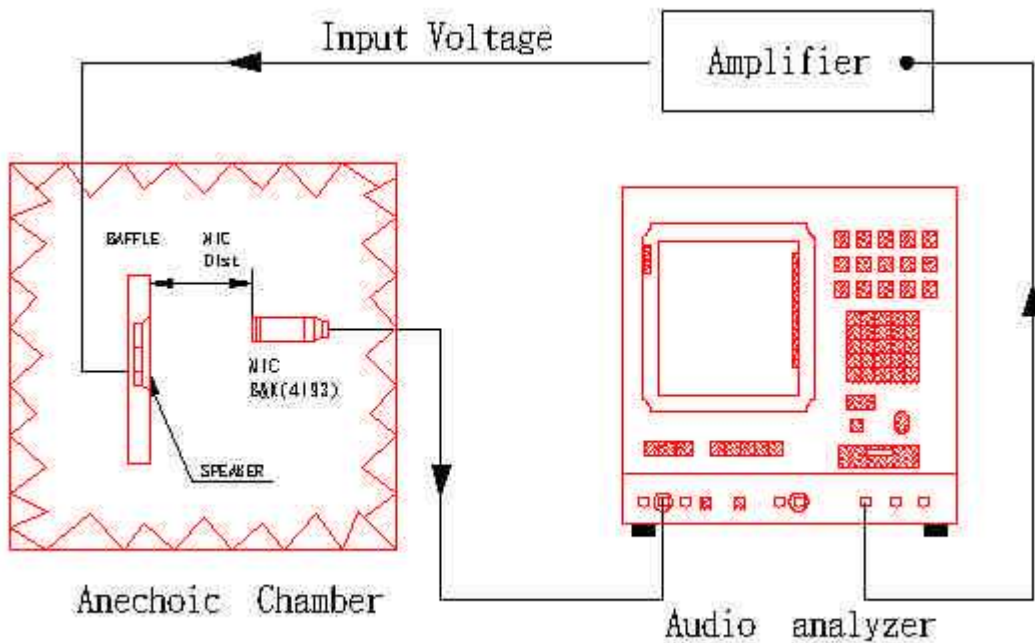 Input Voltage
Amplifier
BAFFLE
MIC
Dist
MIC
B&K(4193)
SPEAKER
Anechoic Chamber
Audio analyzer